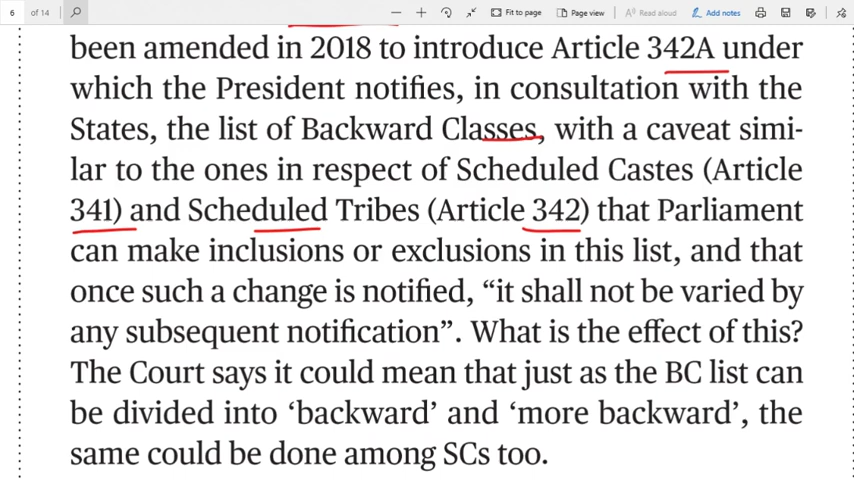 6 of 14 Fit to page Page view Read aloud Add notes
been amended in 2018 to introduce Article 342A under
which the President notifies, in consultation with the
States, the list of Backward Classes, with a caveat simi-
lar to the ones in respect of Scheduled Castes (Article
341) and Scheduled Tribes (Article 342) that Parliament
can make inclusions or exclusions in this list, and that
once such a change is notified, “it shall not be varied by
any subsequent notification”. What is the effect of this?
The Court says it could mean that just as the BC list can
be divided into ‘backward’ and ‘more backward’, the
same could be done among SCs too.